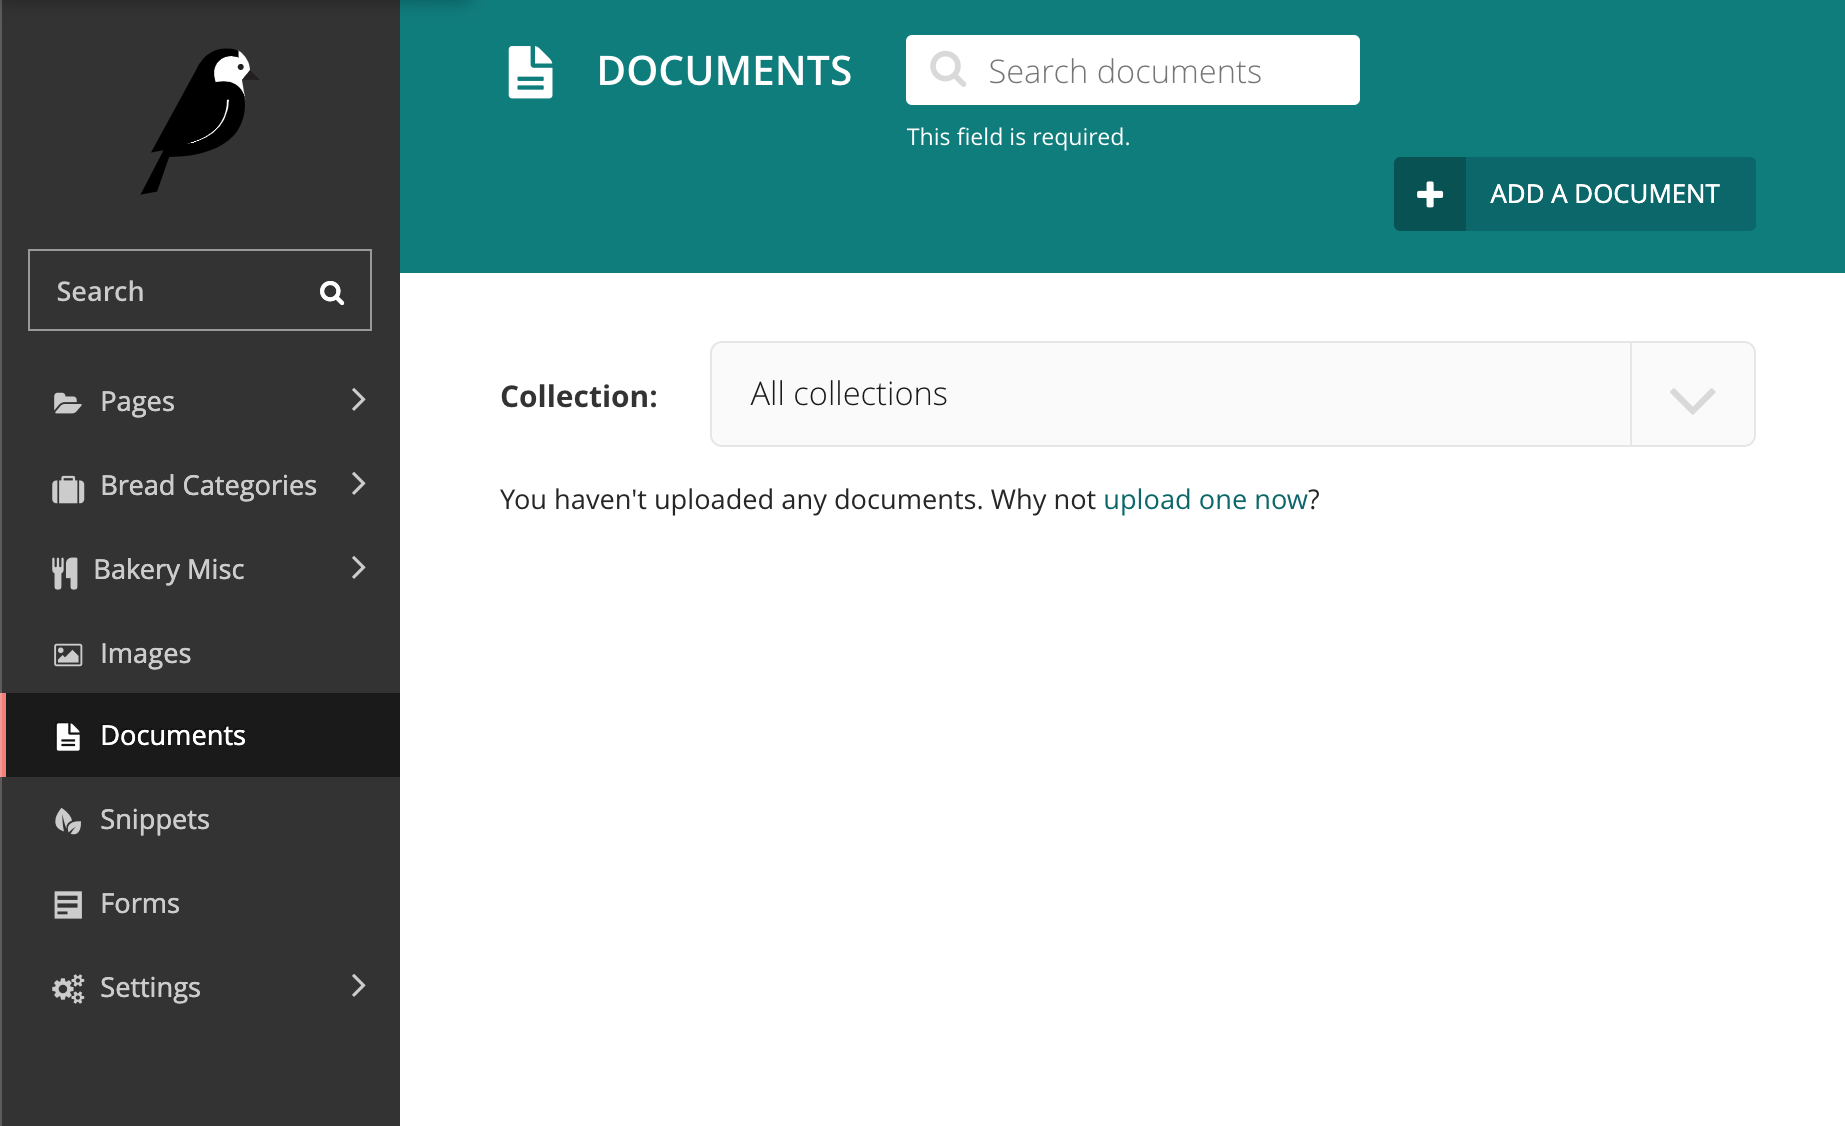 Search
Pages
Bread Categories
Bakery Misc
Images
Documents
Snippets
Forms
Settings
DOCUMENTS
Search documents
This field is required.
ADD A DOCUMENT
Collection:
All collections
You haven't uploaded any documents. Why not upload one now?